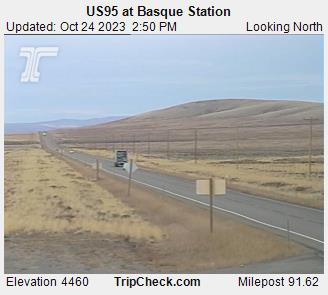 US95 at Basque Station
Updated: Oct 24 2023 2:50 PM Looking North
Elevation 4460 TripCheck.com Milepost 91.62